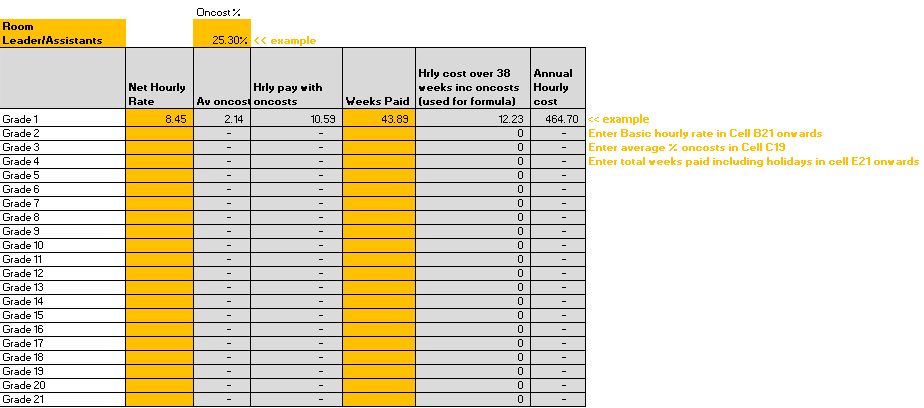 Oncost%
Room
Leader/Assistants 25.30% << example
Hrly cost over 38 Annual
Net Hourly Hrly pay with weeks inc oncosts Hourly
Rate Av oncost oncosts Weeks Paid (used for formula) cost
Grade 1 8.45 2.14 10.59 43.89 12.23 464.70 << example
Grade 2 - - 0 - Enter Basic hourly rate in Cell B21 onwards
Grade 3 - - 0 - Enter average % oncosts in Cell C19
Grade 4 - - 0 - Enter total weeks paid including holidays in cell E21 onwards
Grade 5 - - 0 -
Grade 6 - - 0 -
Grade 7 - - 0 -
Grade 8 - - 0 -
Grade 9 - - 0 -
Grade 10 - - 0 -
Grade 11 - - 0 -
Grade 12 - - 0 -
Grade 13 - - 0 -
Grade 14 - - 0 -
Grade 15 - - 0 -
Grade 16 - - 0 -
Grade 17 - - 0 -
Grade 18 - - 0 -
Grade 19 - - 0 -
Grade 20 - - 0 -
Grade 21 - - 0 -